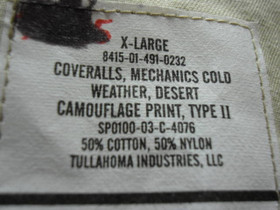 X-LARGE
8415-01-491-0232
COVERALLS, MECHANICS COLD
WEATHER, DESERT
CAMOUFLAGE PRINT, TYPE II
SPO100-03-C-4076
50% COTTON, 50% NYLON
TULLAHOMA INDUSTRIES, LLC